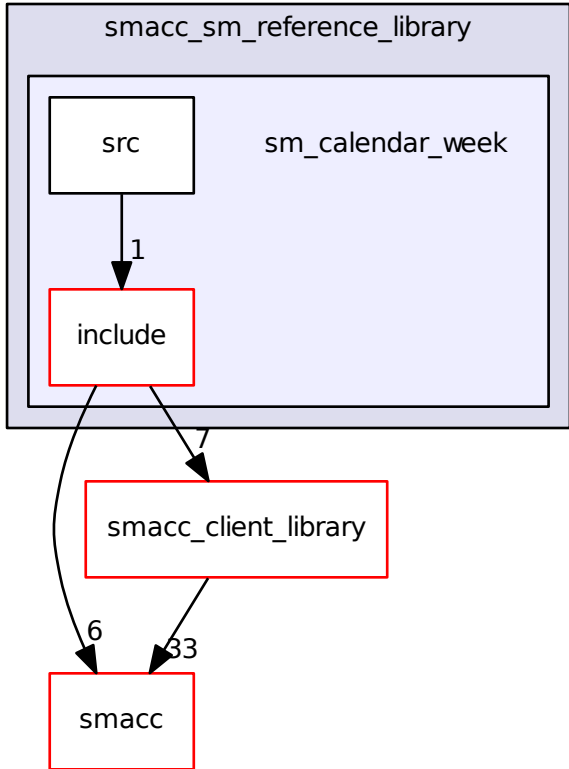 smacc_sm_reference_library
src
sm_calendar_week
1
include
7
smacc_client_library
6
33
smacc